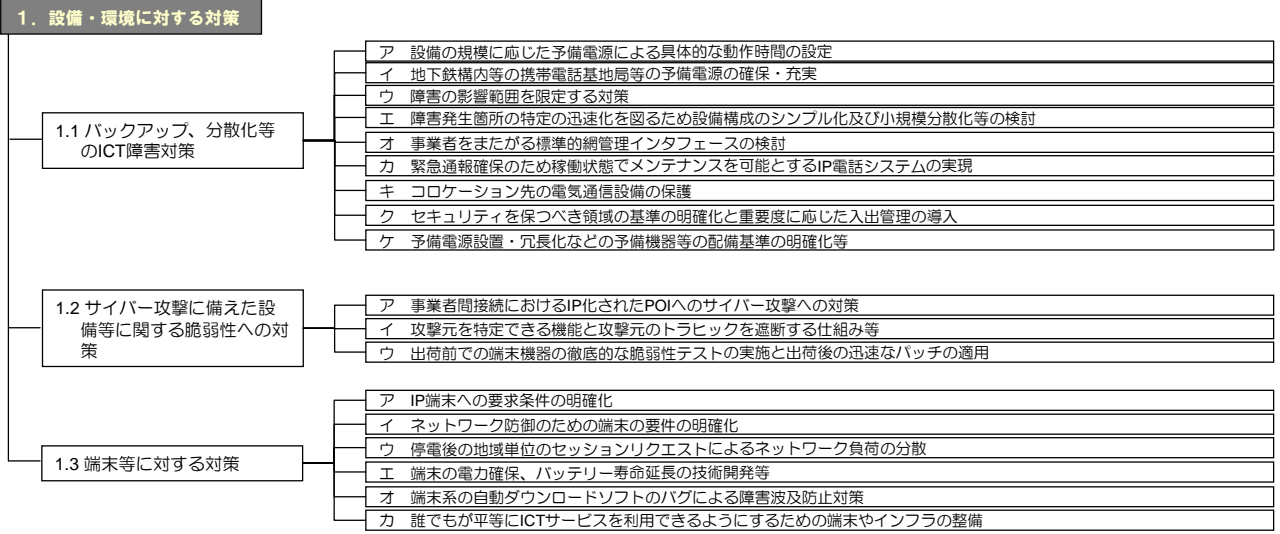 1．設備・環境に対する対策
1.1 バックアップ、分散化等
のICT障害対策
ア 設備の規模に応じた予備電源による具体的な動作時間の設定
イ 地下鉄構内等の携帯電話基地局等の予備電源の確保・充実
ウ 障害の影響範囲を限定する対策
エ 障害発生箇所の特定の迅速化を図るため設備構成のシンプル化及び小規模分散化等の検討
オ 事業者をまたがる標準的網管理インタフェースの検討
カ 緊急通報確保のため稼働状態でメンテナンスを可能とするIP電話システムの実現
キ コロケーション先の電気通信設備の保護
ク セキュリティを保つべき領域の基準の明確化と重要度に応じた入出管理の導入
ケ 予備電源設置・冗長化などの予備機器等の配備基準の明確化等
1.2 サイバー攻撃に備えた設
備等に関する脆弱性への対
策
ア 事業者間接続におけるIP化されたPOIへのサイバー攻撃への対策
イ 攻撃元を特定できる機能と攻撃元のトラヒックを遮断する仕組み等
ウ 出荷前での端末機器の徹底的な脆弱性テストの実施と出荷後の迅速なパッチの適用
1.3 端末等に対する対策
ア IP端末への要求条件の明確化
イ ネットワーク防御のための端末の要件の明確化
ウ 停電後の地域単位のセッションリクエストによるネットワーク負荷の分散
エ 端末の電力確保、バッテリー寿命延長の技術開発等
オ 端末系の自動ダウンロードソフトのバグによる障害波及防止対策
カ 誰でもが平等にICTサービスを利用できるようにするための端末やインフラの整備